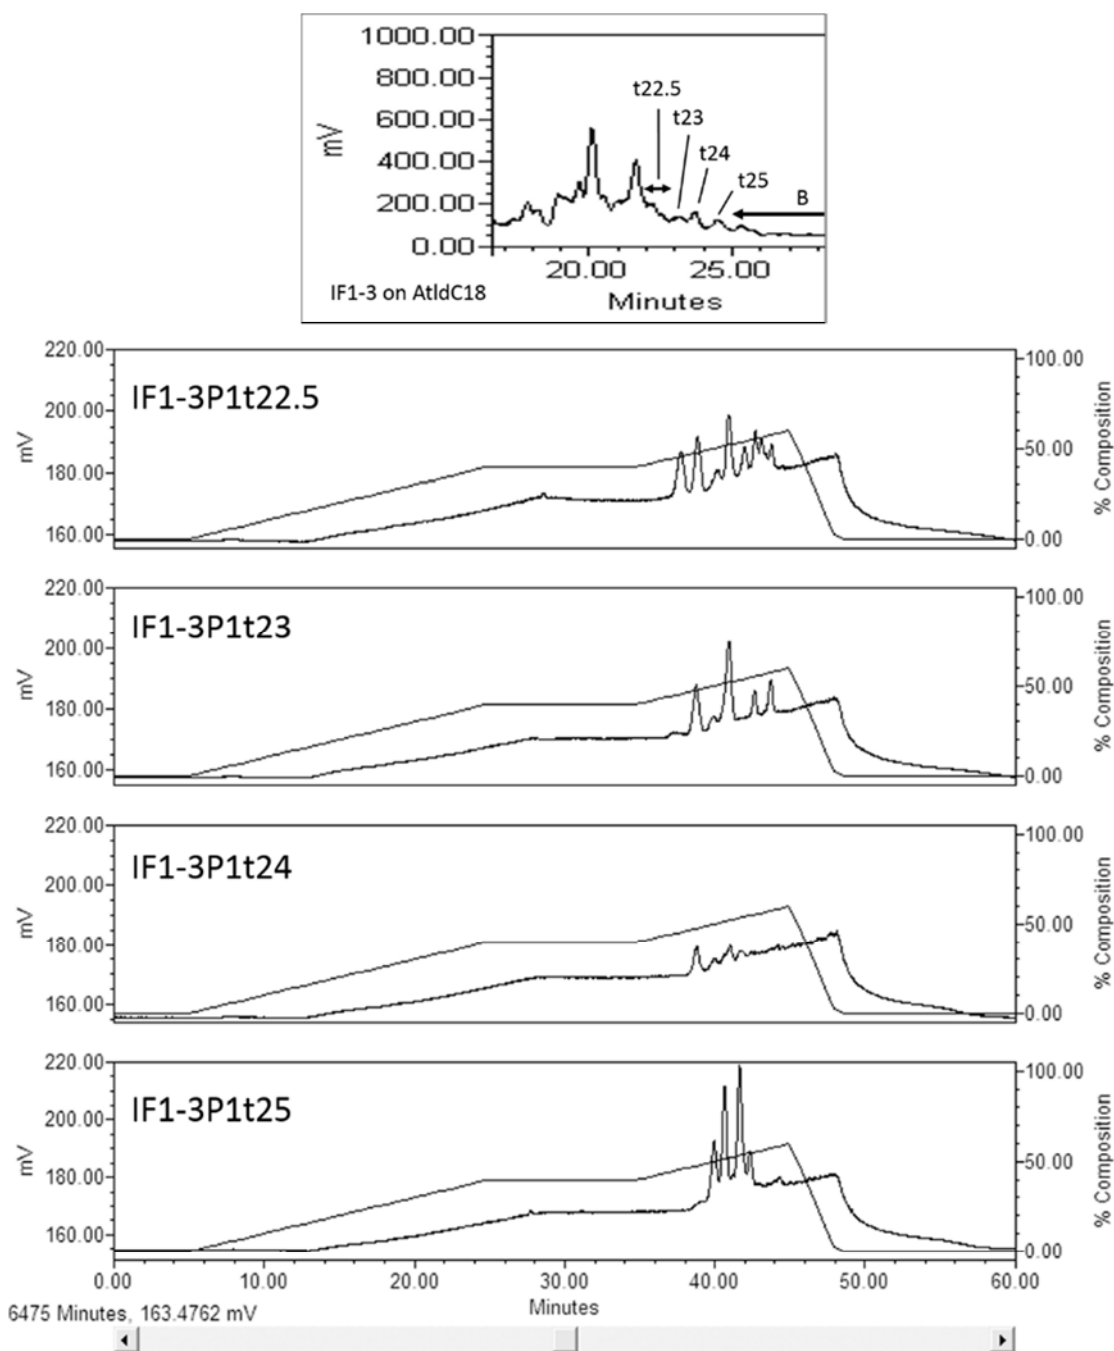 1000.00
800.00
600.00
400.00
200.00
0.00
mV
t22.5
t23
t24
t25
B
20.00 25.00
IF1-3 on AtldC18
Minutes
220.00
200.00
180.00
160.00
mV
IF1-3P1t22.5
100.00
50.00
0.00
% Composition
220.00
200.00
180.00
160.00
mV
IF1-3P1t23
100.00
50.00
0.00
% Composition
220.00
200.00
180.00
160.00
mV
IF1-3P1t24
100.00
50.00
0.00
% Composition
220.00
200.00
180.00
160.00
mV
IF1-3P1t25
100.00
50.00
0.00
% Composition
0.00 10.00 20.00 30.00 40.00 50.00 60.00
Minutes
6475 Minutes, 163.4762 mV